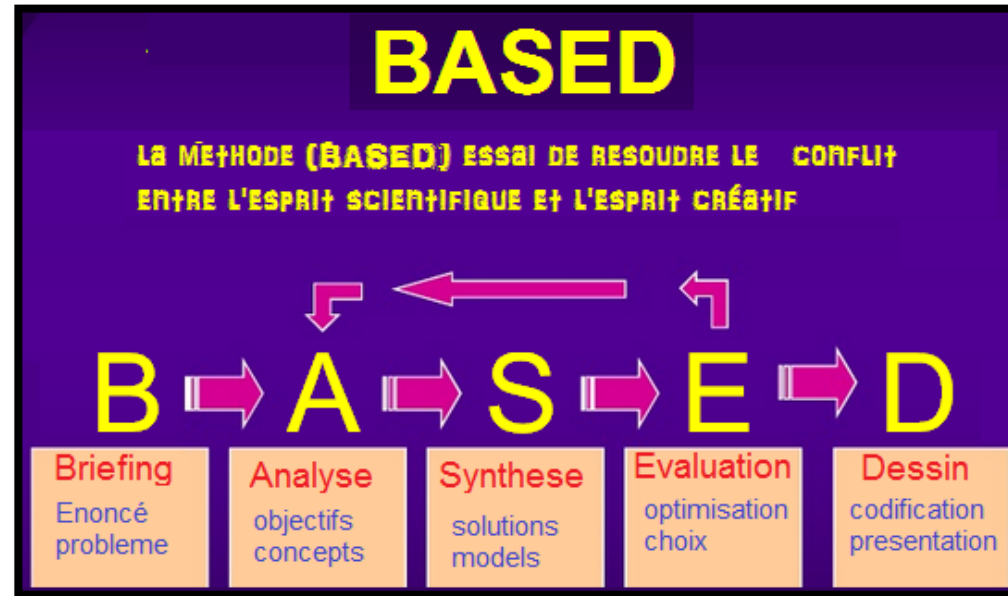 BASED
La METHODE (BASED) ESSAI DE RESOUDRE LE CONFLIT
ENTRE L'ESPRIT SCIENTIFIQUE ET L'ESPRIT CRÉATIF
B A S E D
Briefing
Enoncé
probleme
Analyse
objectifs
concepts
Synthese
solutions
models
Evaluation
optimisation
choix
Dessin
codification
presentation